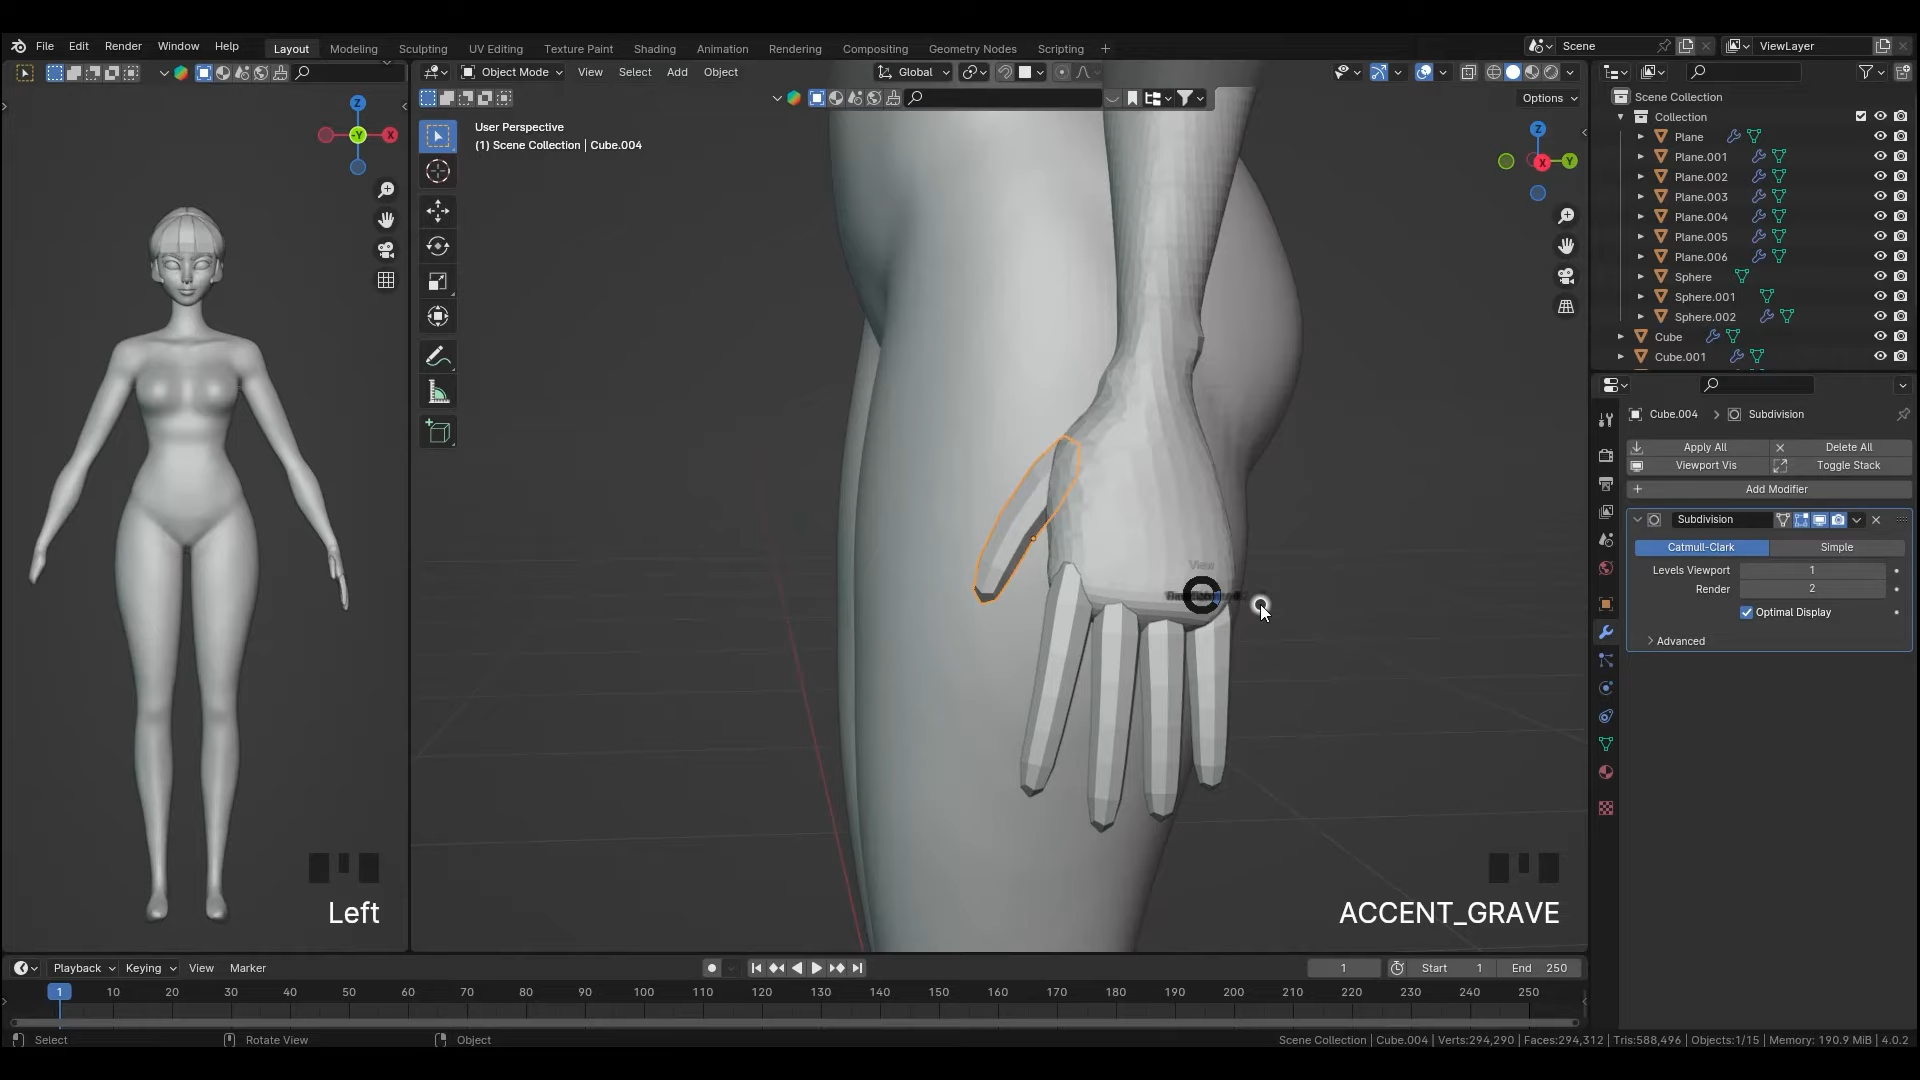 File Edit Render Window Help Layout Modeling Sculpting UV Editing Texture Paint Shading Animation Rendering Compositing Geometry Nodes Scripting + Scene ViewLayer
Object Mode View Select Add Object Global
Options
User Perspective
(1) Scene Collection | Cube.004
Z
-Y
X
Z
X
Y
Scene Collection
Collection
Plane
Plane.001
Plane.002
Plane.003
Plane.004
Plane.005
Plane.006
Sphere
Sphere.001
Sphere.002
Cube
Cube.001
Cube.004 > Subdivision
Apply All Delete All
Viewport Vis Toggle Stack
Add Modifier
Subdivision
Catmull-Clark Simple
Levels Viewport 1
Render 2
Optimal Display
Advanced
View
Left
ACCENT_GRAVE
Playback Keying View Marker 1 Start 1 End 250
1 10 20 30 40 50 60 70 80 90 100 110 120 130 140 150 160 170 180 190 200 210 220 230 240 250
Select Rotate View Object Scene Collection | Cube.004 | Verts:294,290 | Faces:294,312 | Tris:588,496 | Objects:1/15 | Memory: 190.9 MiB | 4.0.2